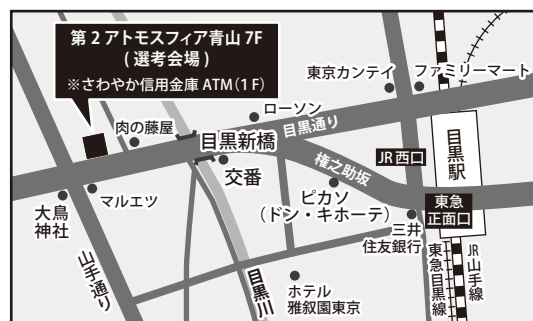 第2アトモスフィア青山 7F
(選考会場)
※さわやか信用金庫 ATM(1F)
東京カンテイ
ファミリーマート
ローソン
肉の藤屋
目黒新橋
目黒通り
交番
権之助坂
JR西口
目黒駅
マルエツ
ピカソ
(ドン・キホーテ)
東急
正面口
大鳥
神社
山手通り
目黒川
三井
住友銀行
ホテル
雅叙園東京
東急目黒線
JR山手線